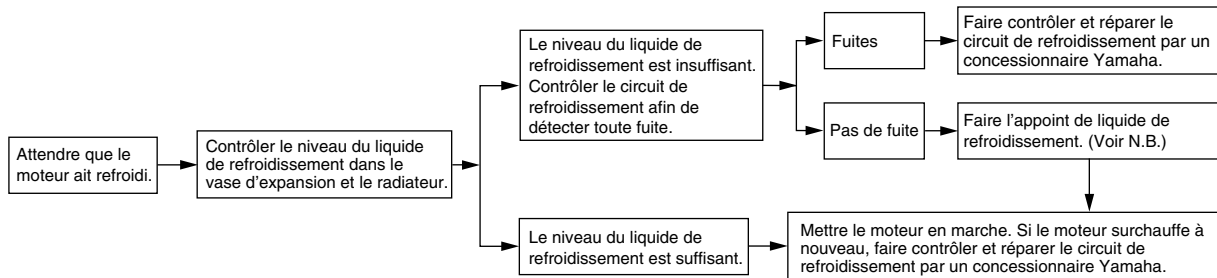 Attendre que le
moteur ait refroidi.
Contrôler le niveau du liquide
de refroidissement dans le
vase d'expansion et le radiateur.
Le niveau du liquide de
refroidissement est insuffisant.
Contrôler le circuit de
refroidissement afin de
détecter toute fuite.
Fuites
Faire contrôler et réparer le
circuit de refroidissement par un
concessionnaire Yamaha.
Pas de fuite
Faire l'appoint de liquide de
refroidissement. (Voir N.B.)
Le niveau du liquide de
refroidissement est suffisant.
Mettre le moteur en marche. Si le moteur surchauffe à
nouveau, faire contrôler et réparer le circuit de
refroidissement par un concessionnaire Yamaha.